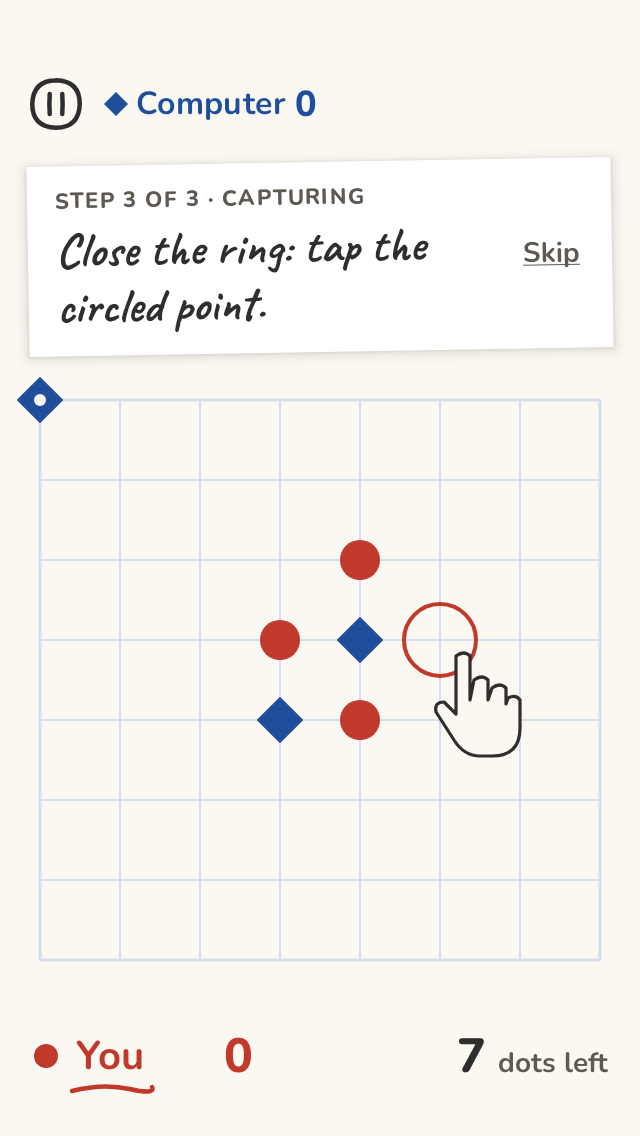 Computer 0
STEP 3 OF 3 · CAPTURING
Close the ring: tap the
circled point.
Skip
You 0 7 dots left